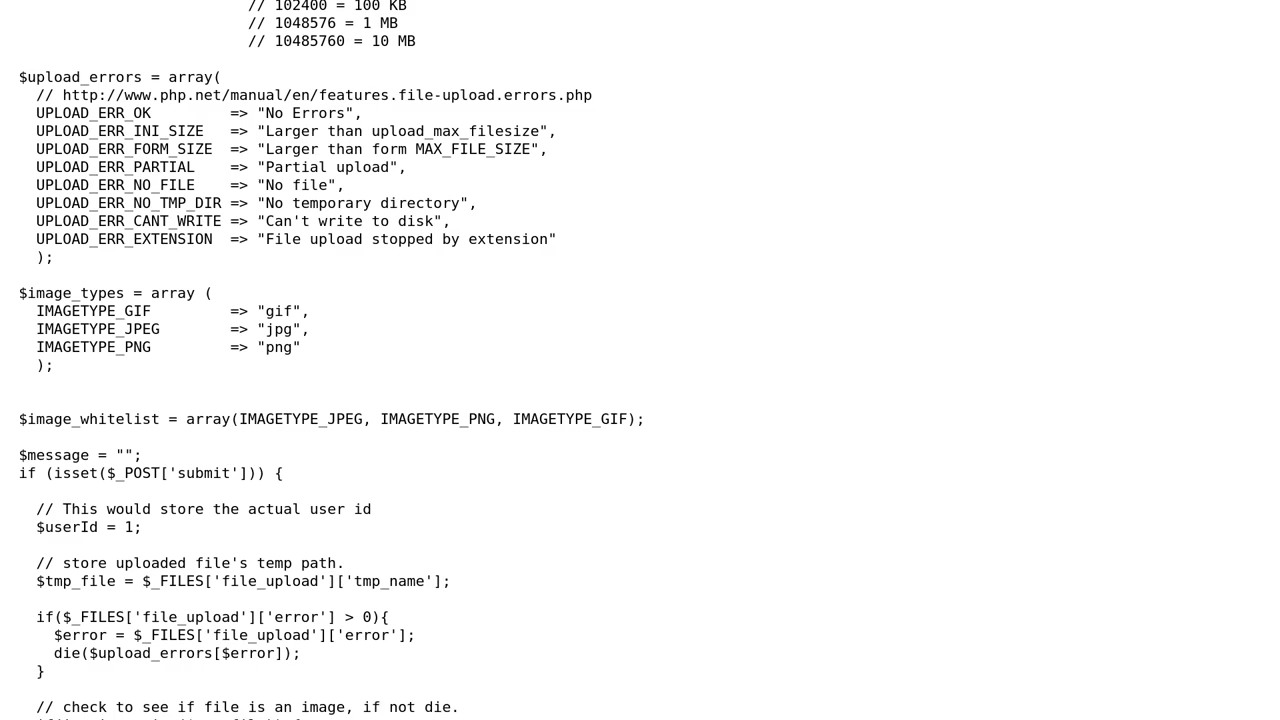 // 102400 = 100 KB
// 1048576 = 1 MB
// 10485760 = 10 MB
$upload_errors = array(
// http://www.php.net/manual/en/features.file-upload.errors.php
UPLOAD_ERR_OK => "No Errors",
UPLOAD_ERR_INI_SIZE => "Larger than upload_max_filesize",
UPLOAD_ERR_FORM_SIZE => "Larger than form MAX_FILE_SIZE",
UPLOAD_ERR_PARTIAL => "Partial upload",
UPLOAD_ERR_NO_FILE => "No file",
UPLOAD_ERR_NO_TMP_DIR => "No temporary directory",
UPLOAD_ERR_CANT_WRITE => "Can't write to disk",
UPLOAD_ERR_EXTENSION => "File upload stopped by extension"
);
$image_types = array (
IMAGETYPE_GIF => "gif",
IMAGETYPE_JPEG => "jpg",
IMAGETYPE_PNG => "png"
);
$image_whitelist = array(IMAGETYPE_JPEG, IMAGETYPE_PNG, IMAGETYPE_GIF);
$message = "";
if (isset($_POST['submit'])) {
// This would store the actual user id
$userId = 1;
// store uploaded file's temp path.
$tmp_file = $_FILES['file_upload']['tmp_name'];
if($_FILES['file_upload']['error'] > 0){
$error = $_FILES['file_upload']['error'];
die($upload_errors[$error]);
}
// check to see if file is an image, if not die.